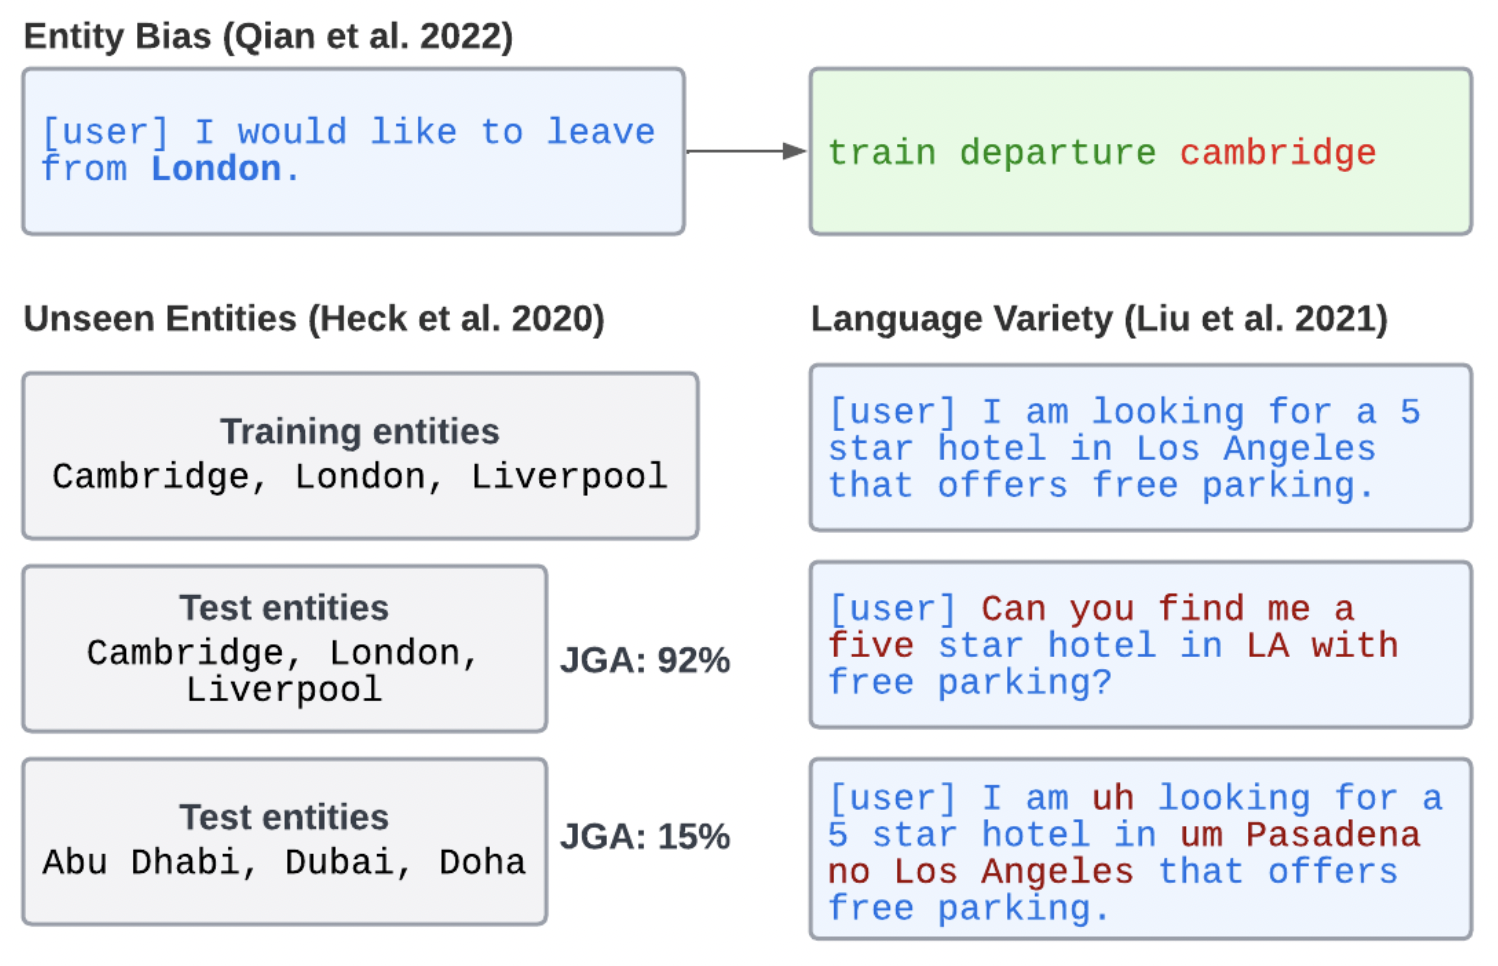 Entity Bias (Qian et al. 2022)
[user] I would like to leave
from London.
train departure cambridge
Unseen Entities (Heck et al. 2020)
Training entities
Cambridge, London, Liverpool
Test entities
Cambridge, London,
Liverpool
JGA: 92%
Test entities
Abu Dhabi, Dubai, Doha
JGA: 15%
Language Variety (Liu et al. 2021)
[user] I am looking for a 5
star hotel in Los Angeles
that offers free parking.
[user] Can you find me a
five star hotel in LA with
free parking?
[user] I am uh looking for a
5 star hotel in um Pasadena
no Los Angeles that offers
free parking.